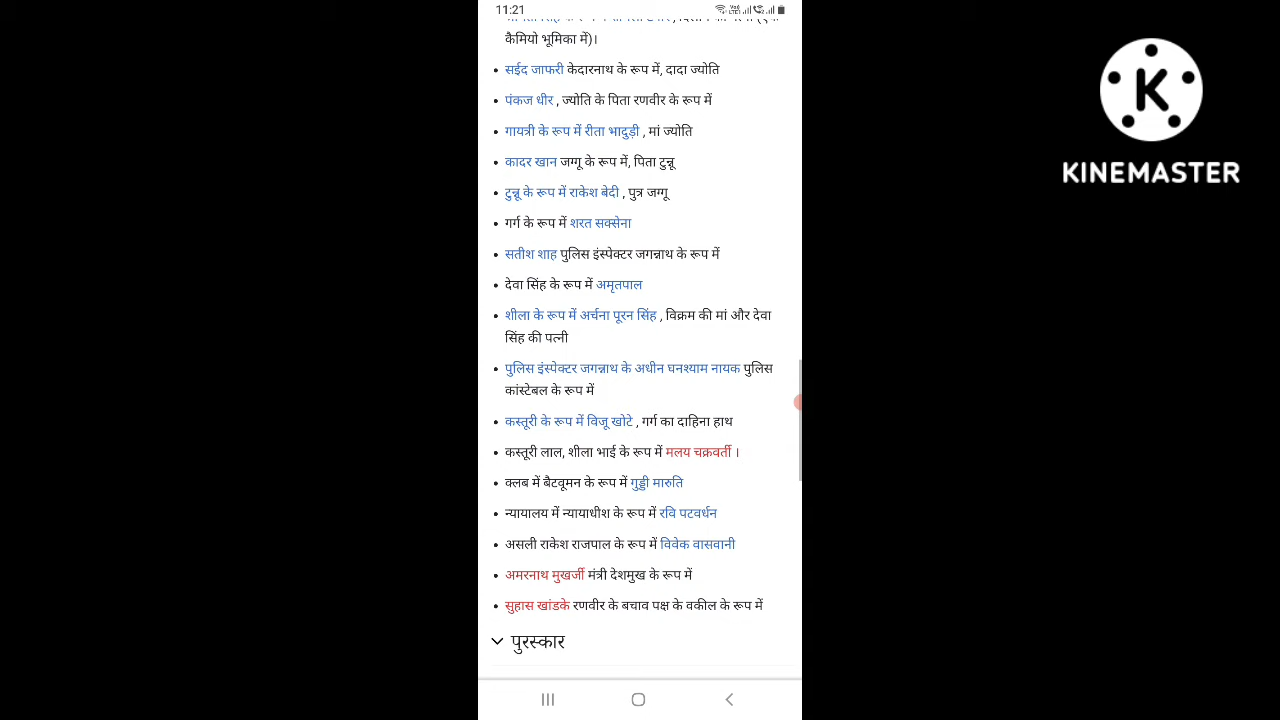 11:21
कैमियो भूमिका में)।
• सईद जाफरी केदारनाथ के रूप में, दादा ज्योति
• पंकज धीर , ज्योति के पिता रणवीर के रूप में
• गायत्री के रूप में रीता भादुड़ी , मां ज्योति
• कादर खान जग्गू के रूप में, पिता टुन्नू
• टुन्नू के रूप में राकेश बेदी , पुत्र जग्गू
• गर्ग के रूप में शरत सक्सेना
• सतीश शाह पुलिस इंस्पेक्टर जगन्नाथ के रूप में
• देवा सिंह के रूप में अमृतपाल
• शीला के रूप में अर्चना पूरन सिंह , विक्रम की मां और देवा
सिंह की पत्नी
• पुलिस इंस्पेक्टर जगन्नाथ के अधीन घनश्याम नायक पुलिस
कांस्टेबल के रूप में
• कस्तूरी के रूप में विजू खोटे , गर्ग का दाहिना हाथ
• कस्तूरी लाल, शीला भाई के रूप में मलय चक्रवर्ती ।
• क्लब में बैटवूमन के रूप में गुड्डी मारुति
• न्यायालय में न्यायाधीश के रूप में रवि पटवर्धन
• असली राकेश राजपाल के रूप में विवेक वासवानी
• अमरनाथ मुखर्जी मंत्री देशमुख के रूप में
• सुहास खांडके रणवीर के बचाव पक्ष के वकील के रूप में
पुरस्कार
K
KINEMASTER